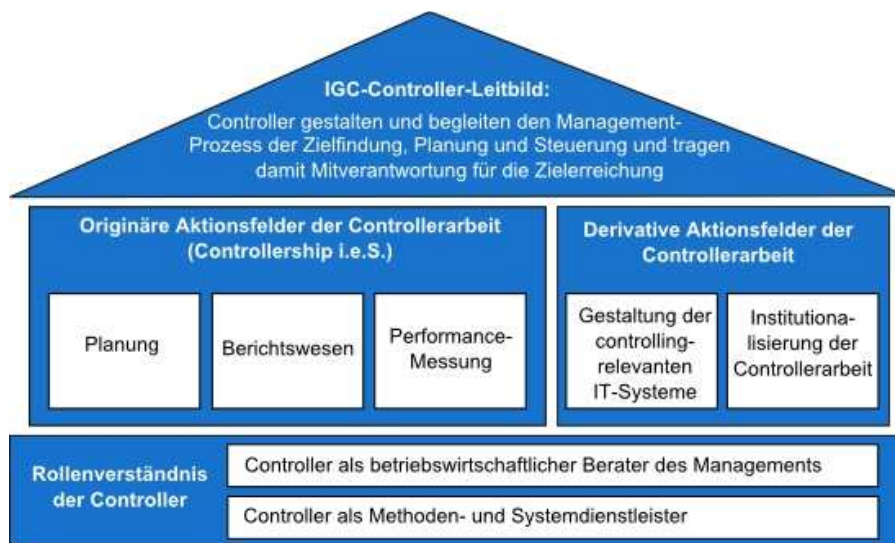 IGC-Controller-Leitbild:
Controller gestalten und begleiten den Management-
Prozess der Zielfindung, Planung und Steuerung und tragen
damit Mitverantwortung für die Zielerreichung
Originäre Aktionsfelder der Controllerarbeit
(Controllership i.e.S.)
Planung
Berichtswesen
Performance-
Messung
Derivative Aktionsfelder der
Controllerarbeit
Gestaltung der
controlling-
relevanten
IT-Systeme
Institutiona-
lisierung der
Controllerarbeit
Rollenverständnis
der Controller
Controller als betriebswirtschaftlicher Berater des Managements
Controller als Methoden- und Systemdienstleister